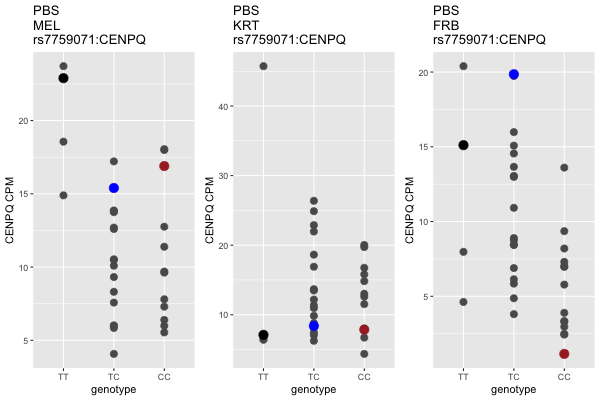 PBS
MEL
rs7759071:CENPQ
CENPQ CPM
20
15
10
5
TT
TC
CC
genotype
PBS
KRT
rs7759071:CENPQ
CENPQ CPM
40
30
20
10
TT
TC
CC
genotype
PBS
FRB
rs7759071:CENPQ
CENPQ CPM
20
15
10
5
TT
TC
CC
genotype